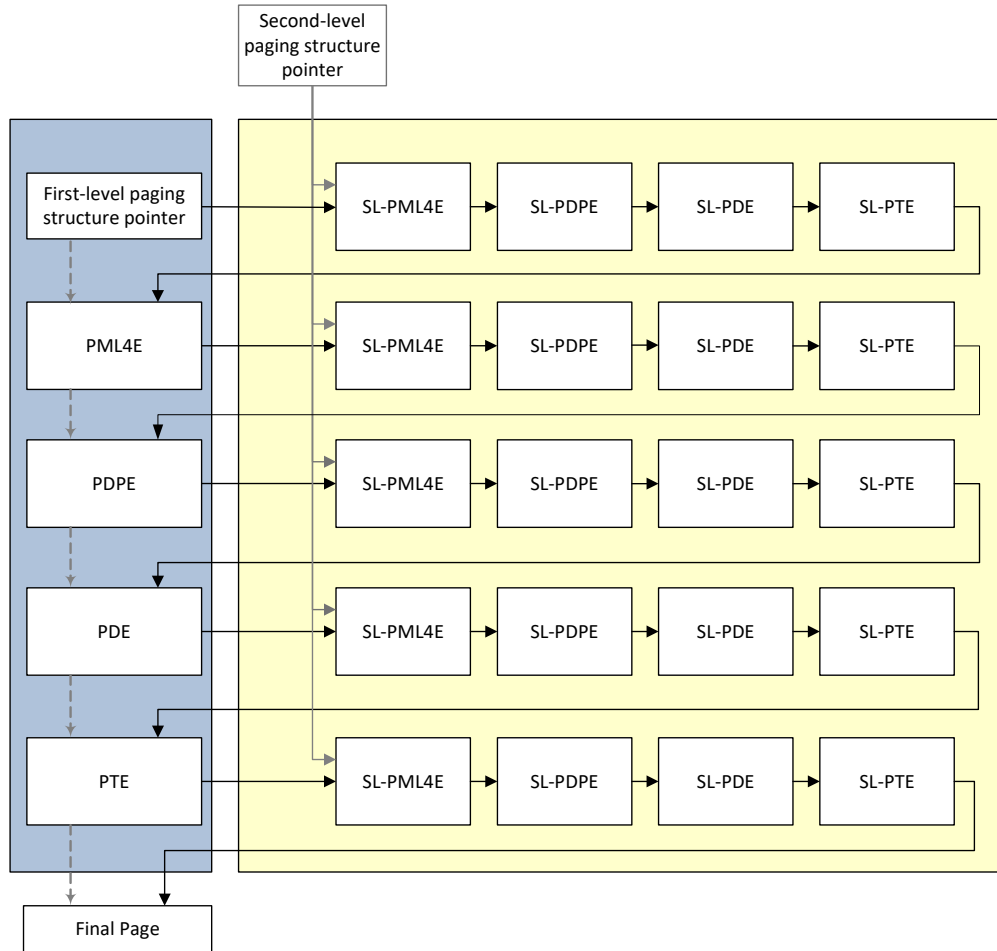 Second-level
paging structure
pointer
First-level paging
structure pointer
SL-PML4E
SL-PDPE
SL-PDE
SL-PTE
PML4E
SL-PML4E
SL-PDPE
SL-PDE
SL-PTE
PDPE
SL-PML4E
SL-PDPE
SL-PDE
SL-PTE
PDE
SL-PML4E
SL-PDPE
SL-PDE
SL-PTE
PTE
SL-PML4E
SL-PDPE
SL-PDE
SL-PTE
Final Page